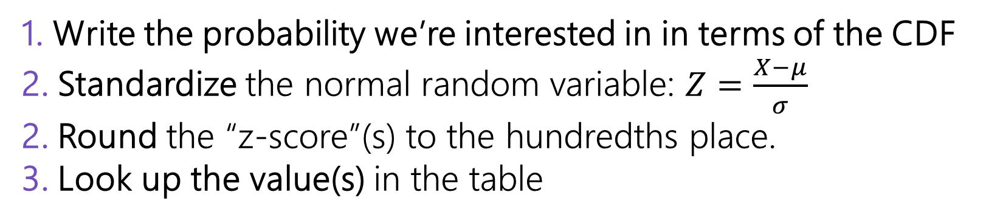 1. Write the probability we’re interested in in terms of the CDF
2. Standardize the normal random variable: Z = (X−μ)/σ
2. Round the “z-score”(s) to the hundredths place.
3. Look up the value(s) in the table